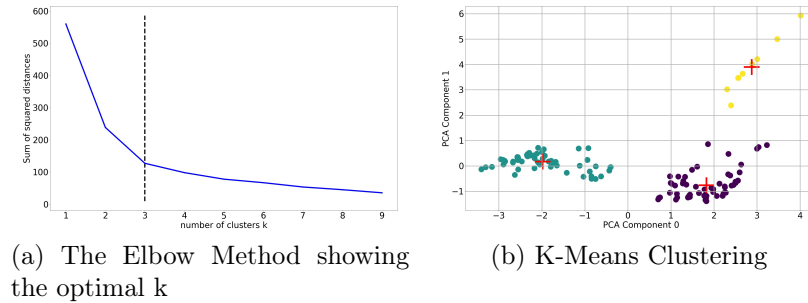 600
500
400
300
200
100
0
Sum of squared distances
1 2 3 4 5 6 7 8 9
number of clusters k
6
5
4
3
2
1
0
−1
PCA Component 1
−3 −2 −1 0 1 2 3 4
PCA Component 0
(a) The Elbow Method showing
the optimal k
(b) K-Means Clustering